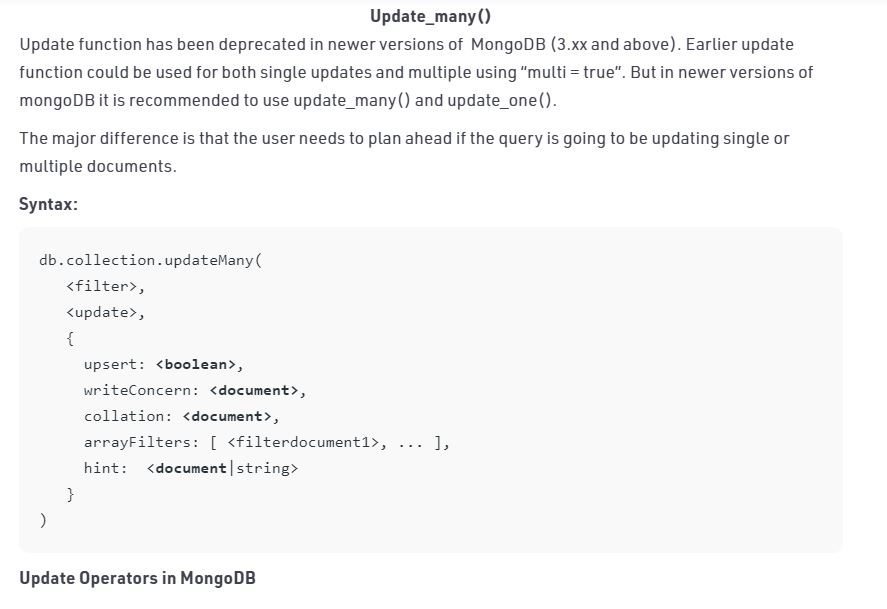 Update_many()
Update function has been deprecated in newer versions of MongoDB (3.xx and above). Earlier update
function could be used for both single updates and multiple using “multi = true”. But in newer versions of
mongoDB it is recommended to use update_many() and update_one().
The major difference is that the user needs to plan ahead if the query is going to be updating single or
multiple documents.
Syntax:
db.collection.updateMany(
   <filter>,
   <update>,
   {
     upsert: <boolean>,
     writeConcern: <document>,
     collation: <document>,
     arrayFilters: [ <filterdocument1>, ... ],
     hint:  <document|string>
   }
)
Update Operators in MongoDB